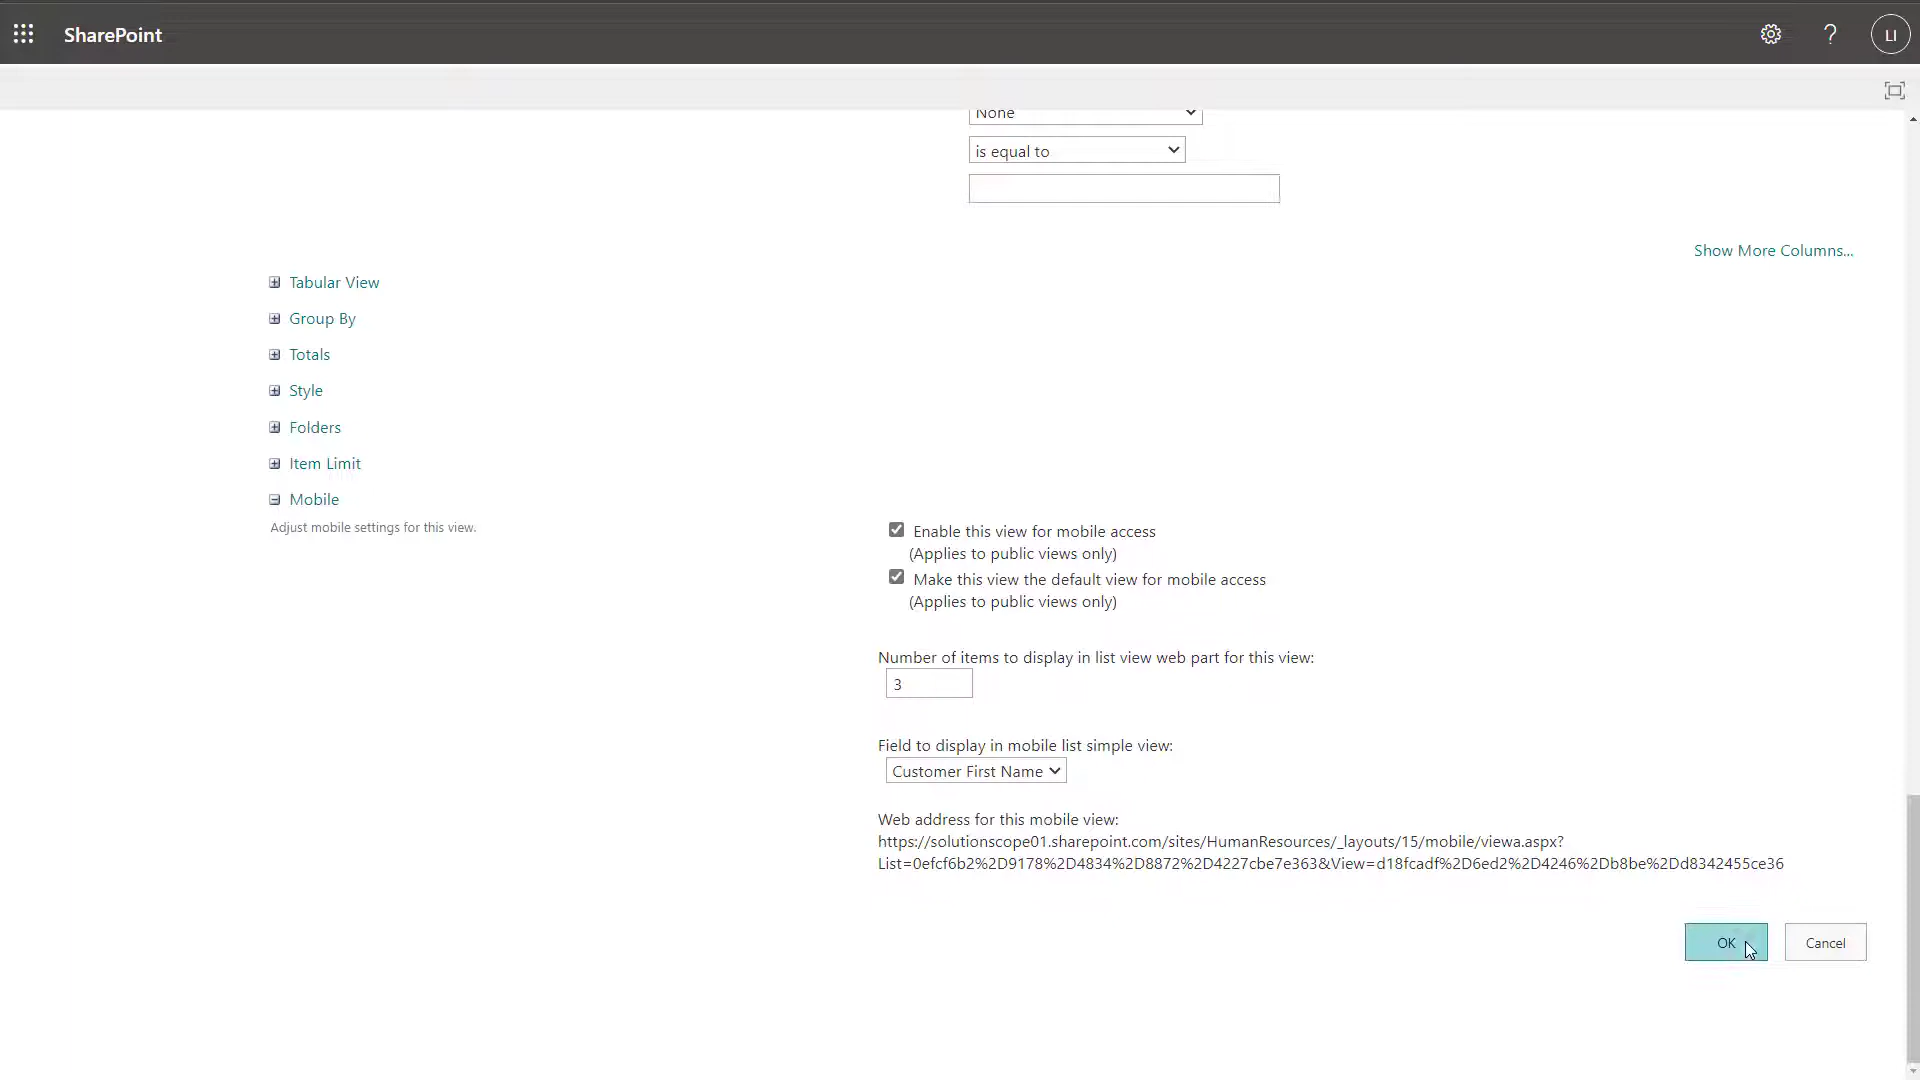 SharePoint
LI
None
is equal to
Show More Columns...
Tabular View
Group By
Totals
Style
Folders
Item Limit
Mobile
Adjust mobile settings for this view.
Enable this view for mobile access
(Applies to public views only)
Make this view the default view for mobile access
(Applies to public views only)
Number of items to display in list view web part for this view:
3
Field to display in mobile list simple view:
Customer First Name
Web address for this mobile view:
https://solutionscope01.sharepoint.com/sites/HumanResources/_layouts/15/mobile/viewa.aspx?
List=0efcf6b2%2D9178%2D4834%2D8872%2D4227cbe7e363&View=d18fcadf%2D6ed2%2D4246%2Db8be%2Dd8342455ce36
OK
Cancel